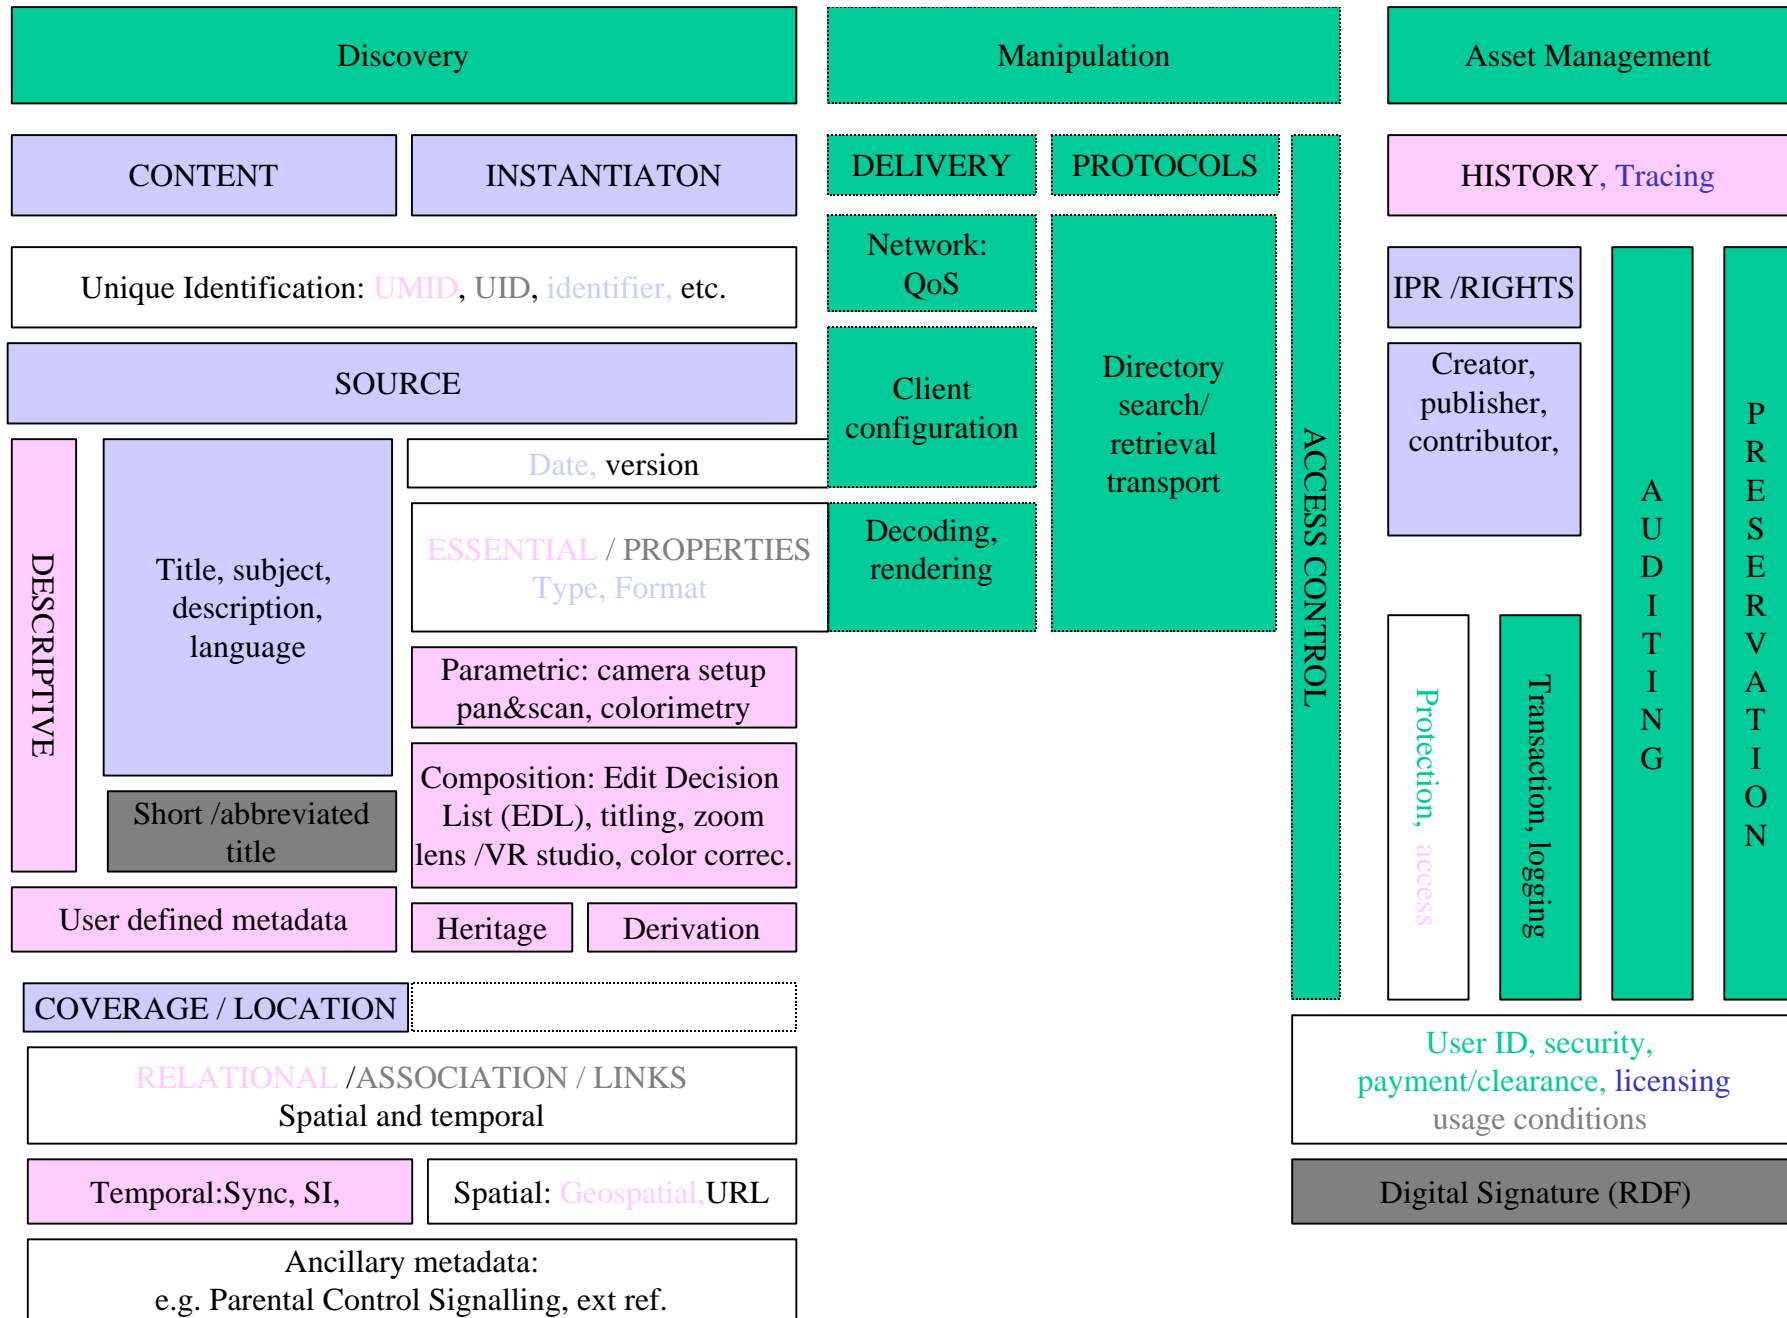 Discovery
Manipulation
Asset Management
CONTENT
INSTANTIATON
DELIVERY
PROTOCOLS
HISTORY, Tracing
Unique Identification: UMID, UID, identifier, etc.
Network:
QoS
IPR /RIGHTS
SOURCE
Client
configuration
Directory
search/
retrieval
transport
ACCESS CONTROL
Creator,
publisher,
contributor,
AUDITING
PRESERVATION
DESCRIPTIVE
Title, subject,
description,
language
Date, version
ESSENTIAL / PROPERTIES
Type, Format
Decoding,
rendering
Parametric: camera setup
pan&scan, colorimetry
Protection, access
Transaction, logging
Short /abbreviated
title
Composition: Edit Decision
List (EDL), titling, zoom
lens /VR studio, color correc.
User defined metadata
Heritage
Derivation
COVERAGE / LOCATION
RELATIONAL /ASSOCIATION / LINKS
Spatial and temporal
User ID, security,
payment/clearance, licensing
usage conditions
Temporal:Sync, SI,
Spatial: Geospatial,URL
Digital Signature (RDF)
Ancillary metadata:
e.g. Parental Control Signalling, ext ref.